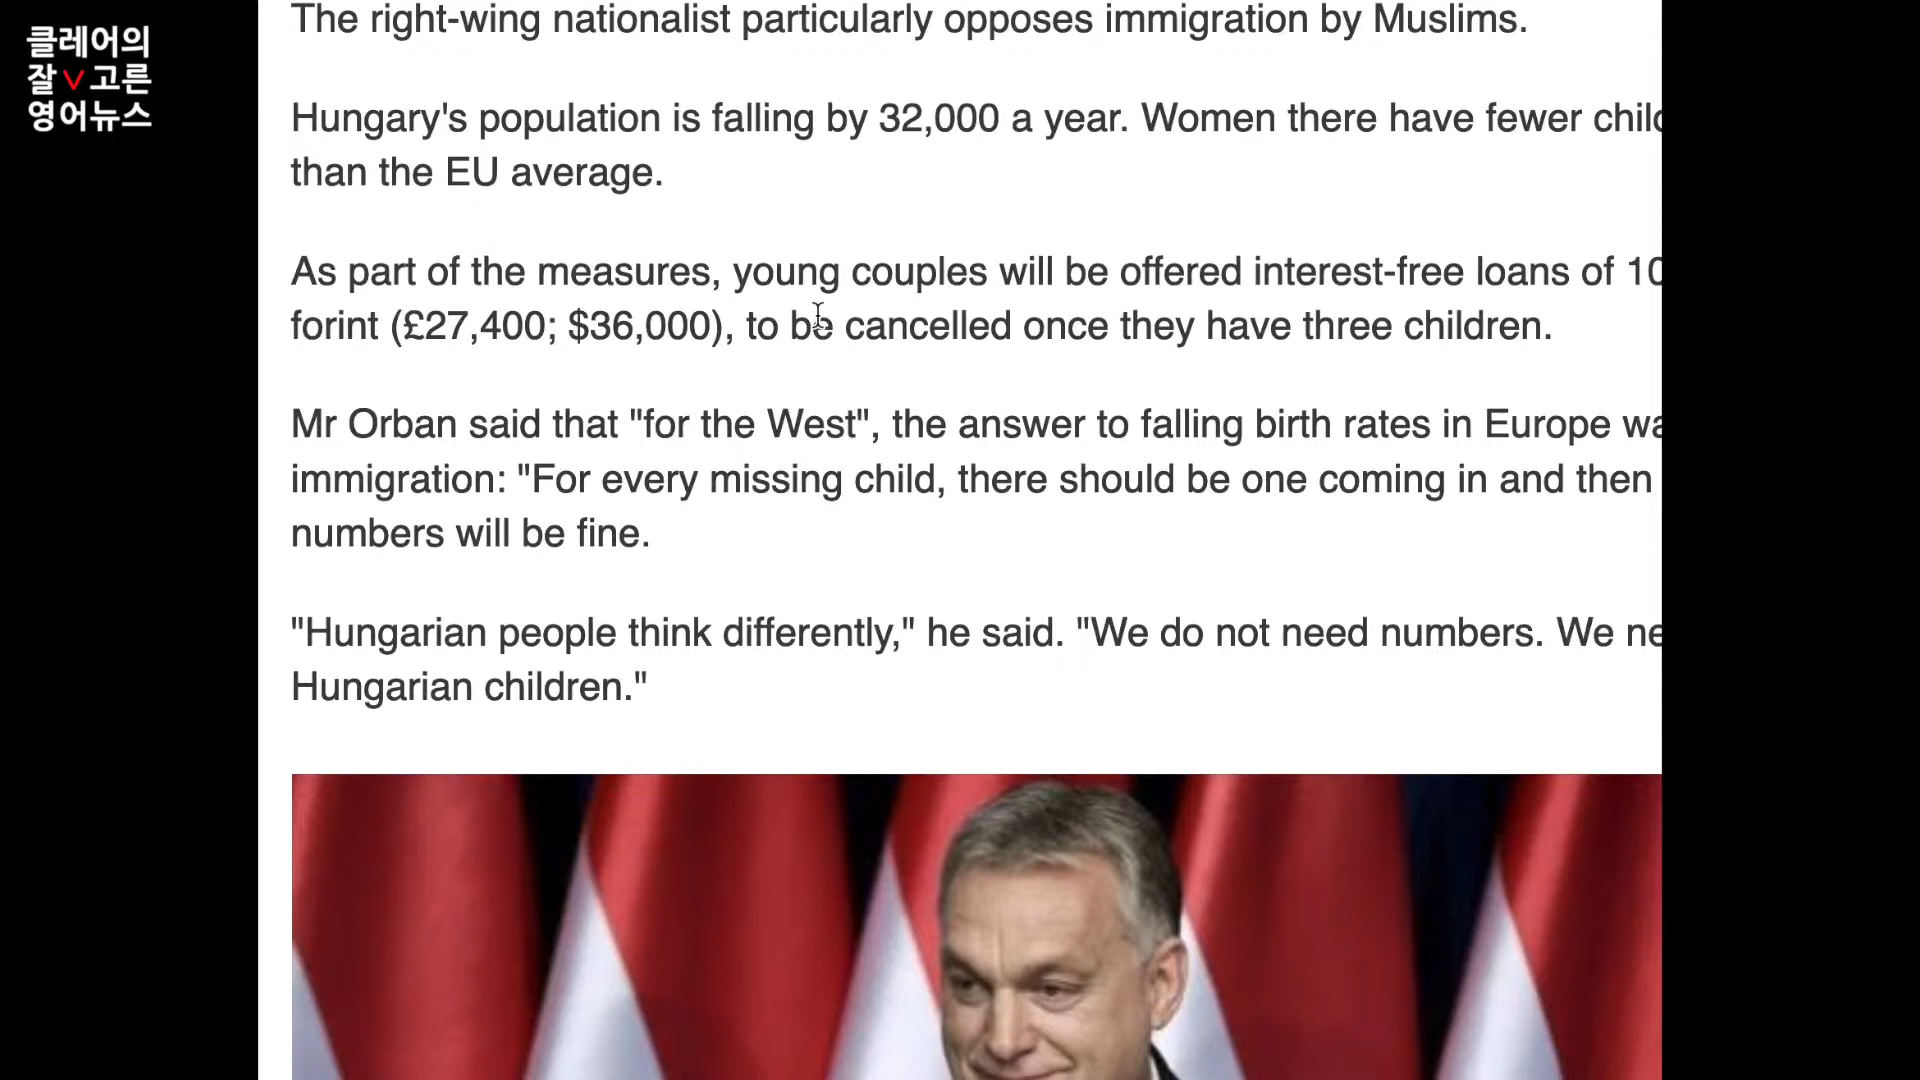 클레어의
잘V고른
영어뉴스
The right-wing nationalist particularly opposes immigration by Muslims.
Hungary's population is falling by 32,000 a year. Women there have fewer
than the EU average.
As part of the measures, young couples will be offered interest-free loans of 10
forint (£27,400; $36,000), to be cancelled once they have three children.
Mr Orban said that "for the West", the answer to falling birth rates in Europe
immigration: "For every missing child, there should be one coming in and then
numbers will be fine.
"Hungarian people think differently," he said. "We do not need numbers. We
Hungarian children."